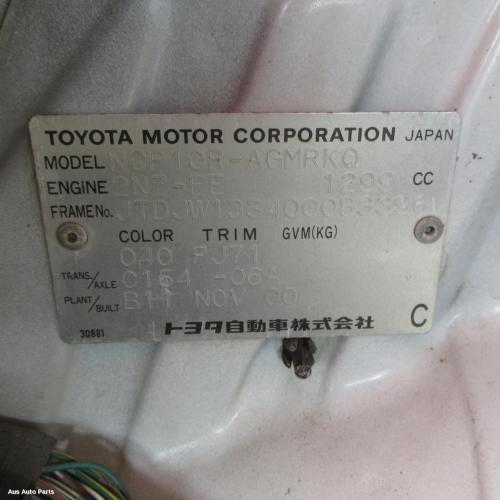 TOYOTA MOTOR CORPORATION JAPAN
MODEL NCP10R-AGMRKQ
ENGINE 2NZ-FE 1299 CC
FRAME No.
COLOR TRIM GVM(KG)
040 FJ71
TRANS./AXLE C154 -06A
PLANT/BUILT B11 NOV 00
30881 トヨタ自動車株式会社 C
Aus Auto Parts